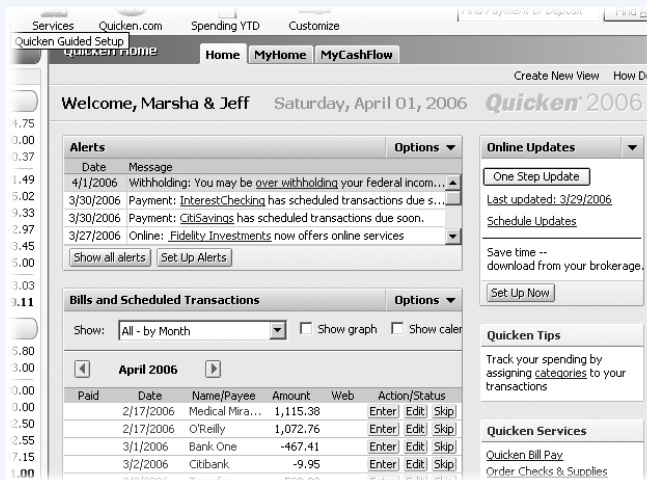 Services Quicken.com Spending YTD Customize
Quicken Guided Setup
Quicken Home Home MyHome MyCashFlow
Create New View How
Welcome, Marsha & Jeff Saturday, April 01, 2006 Quicken 2006
Alerts Options
Date Message
4/1/2006 Withholding: You may be over withholding your federal incom...
3/30/2006 Payment: InterestChecking has scheduled transactions due s...
3/30/2006 Payment: CitiSavings has scheduled transactions due soon.
3/27/2006 Online: Fidelity Investments now offers online services
Show all alerts Set Up Alerts
Online Updates
One Step Update
Last updated: 3/29/2006
Schedule Updates
Save time --
download from your brokerage.
Set Up Now
Bills and Scheduled Transactions Options
Show: All - by Month Show graph Show caler
April 2006
Paid Date Name/Payee Amount Web Action/Status
2/17/2006 Medical Mira... 1,115.38 Enter Edit Skip
2/17/2006 O'Reilly 1,072.76 Enter Edit Skip
3/1/2006 Bank One -467.41 Enter Edit Skip
3/2/2006 Citibank -9.95 Enter Edit Skip
Quicken Tips
Track your spending by
assigning categories to your
transactions
Quicken Services
Quicken Bill Pay
Order Checks & Supplies
4.75
0.00
0.37
1.49
5.02
9.33
2.97
3.45
5.00
3.03
9.11
5.80
3.00
0.00
0.00
2.50
2.55
7.15
1.00